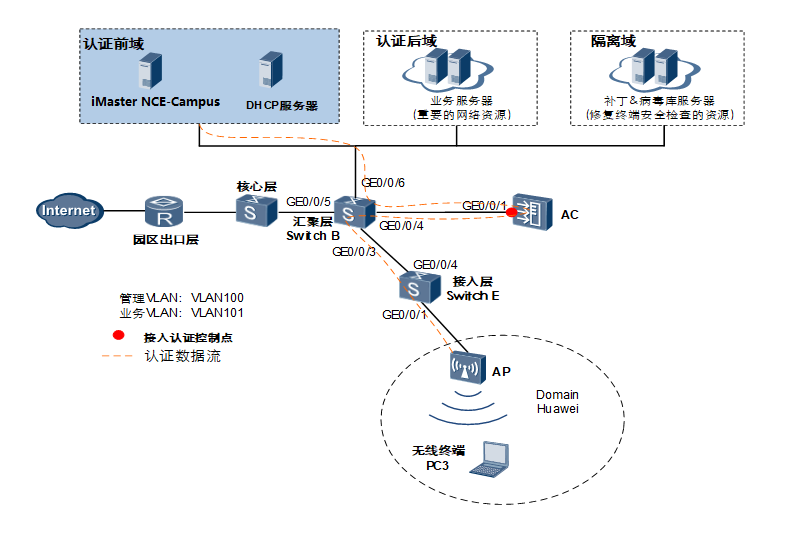 认证前域
iMaster NCE-Campus
DHCP服务器
认证后域
业务服务器
(重要的网络资源)
隔离域
补丁&病毒库服务器
(修复终端安全检查的资源)
GE0/0/6
核心层
GE0/0/5
GE0/0/1
Internet
R
S
S
AC
园区出口层
汇聚层
Switch B
GE0/0/4
GE0/0/3
GE0/0/4
S
接入层
Switch E
GE0/0/1
管理VLAN：VLAN100
业务VLAN：VLAN101
接入认证控制点
认证数据流
AP
Domain
Huawei
无线终端
PC3